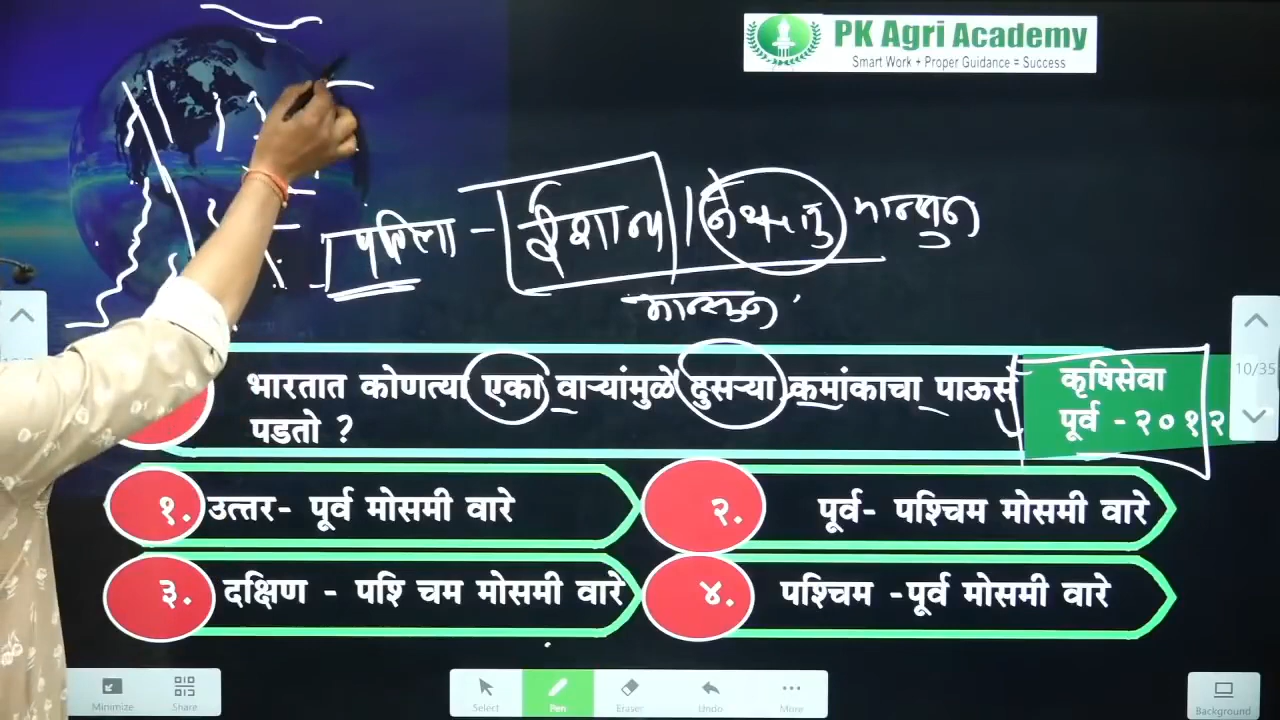 PK Agri Academy
Smart Work + Proper Guidance = Success
पहिला - ईशान्य / नैऋत्य मान्सून
मान्सून
भारतात कोणत्या एका वाऱ्यांमुळे दुसऱ्या क्रमांकाचा पाऊस
पडतो ?
कृषिसेवा
पूर्व - २०१२
10/35
१. उत्तर- पूर्व मोसमी वारे
२. पूर्व- पश्चिम मोसमी वारे
३. दक्षिण - पश्चिम मोसमी वारे
४. पश्चिम -पूर्व मोसमी वारे
Minimize
Share
Select
Pen
Eraser
Undo
More
Background